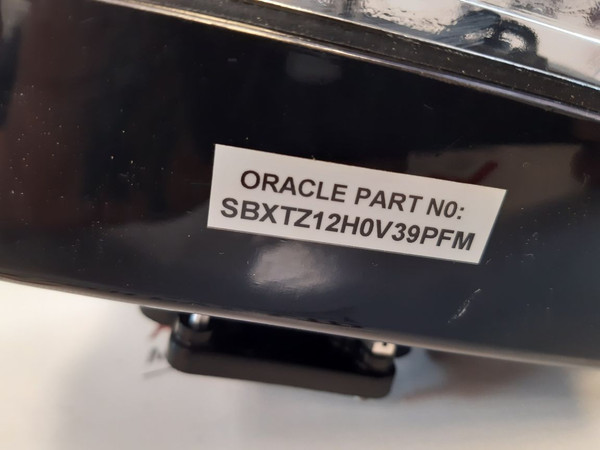 ORACLE PART N0:
SBXTZ12H0V39PFM